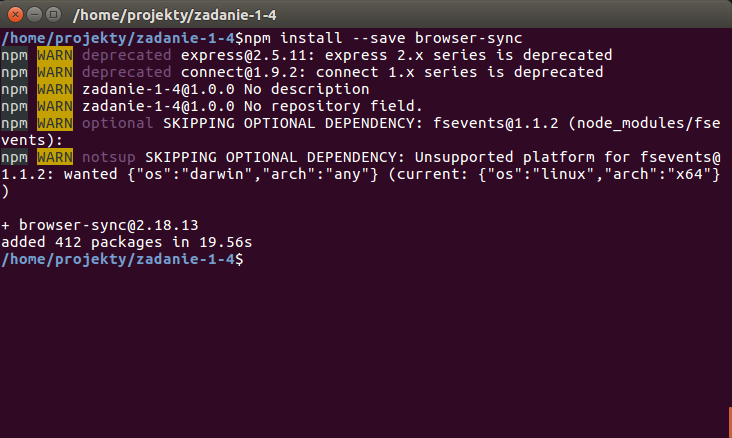 /home/projekty/zadanie-1-4
/home/projekty/zadanie-1-4$npm install --save browser-sync
npm WARN deprecated express@2.5.11: express 2.x series is deprecated
npm WARN deprecated connect@1.9.2: connect 1.x series is deprecated
npm WARN zadanie-1-4@1.0.0 No description
npm WARN zadanie-1-4@1.0.0 No repository field.
npm WARN optional SKIPPING OPTIONAL DEPENDENCY: fsevents@1.1.2 (node_modules/fse
vents):
npm WARN notsup SKIPPING OPTIONAL DEPENDENCY: Unsupported platform for fsevents@
1.1.2: wanted {"os":"darwin","arch":"any"} (current: {"os":"linux","arch":"x64"}
)
+ browser-sync@2.18.13
added 412 packages in 19.56s
/home/projekty/zadanie-1-4$